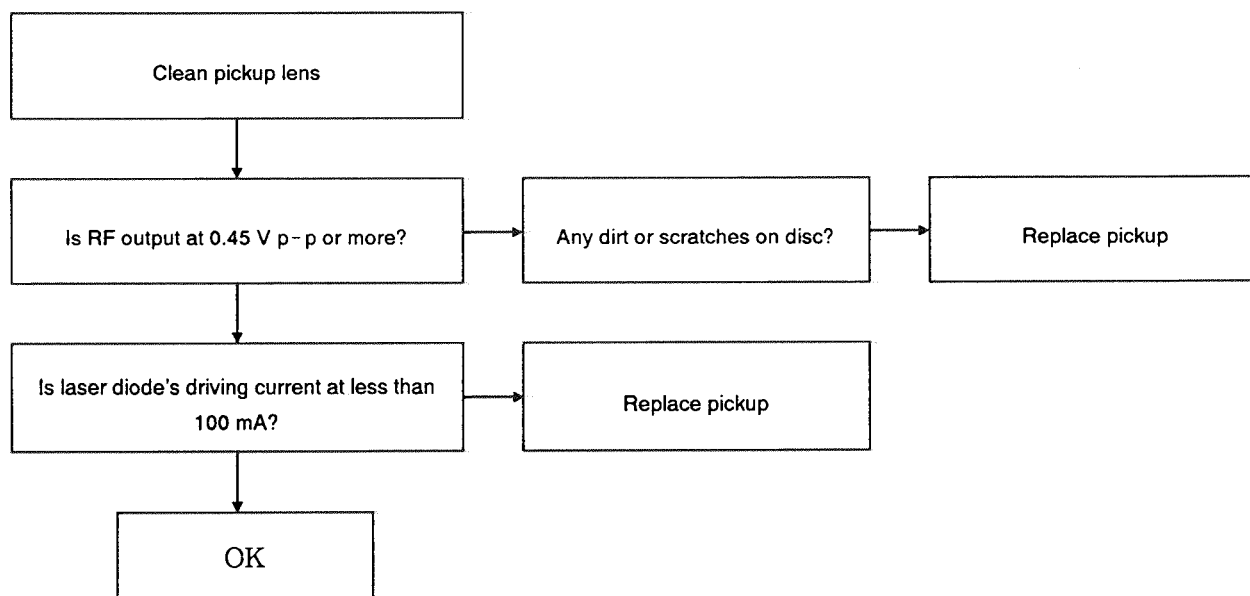 Clean pickup lens
Is RF output at 0.45 V p-p or more?
Any dirt or scratches on disc?
Replace pickup
Is laser diode's driving current at less than
100 mA?
Replace pickup
OK